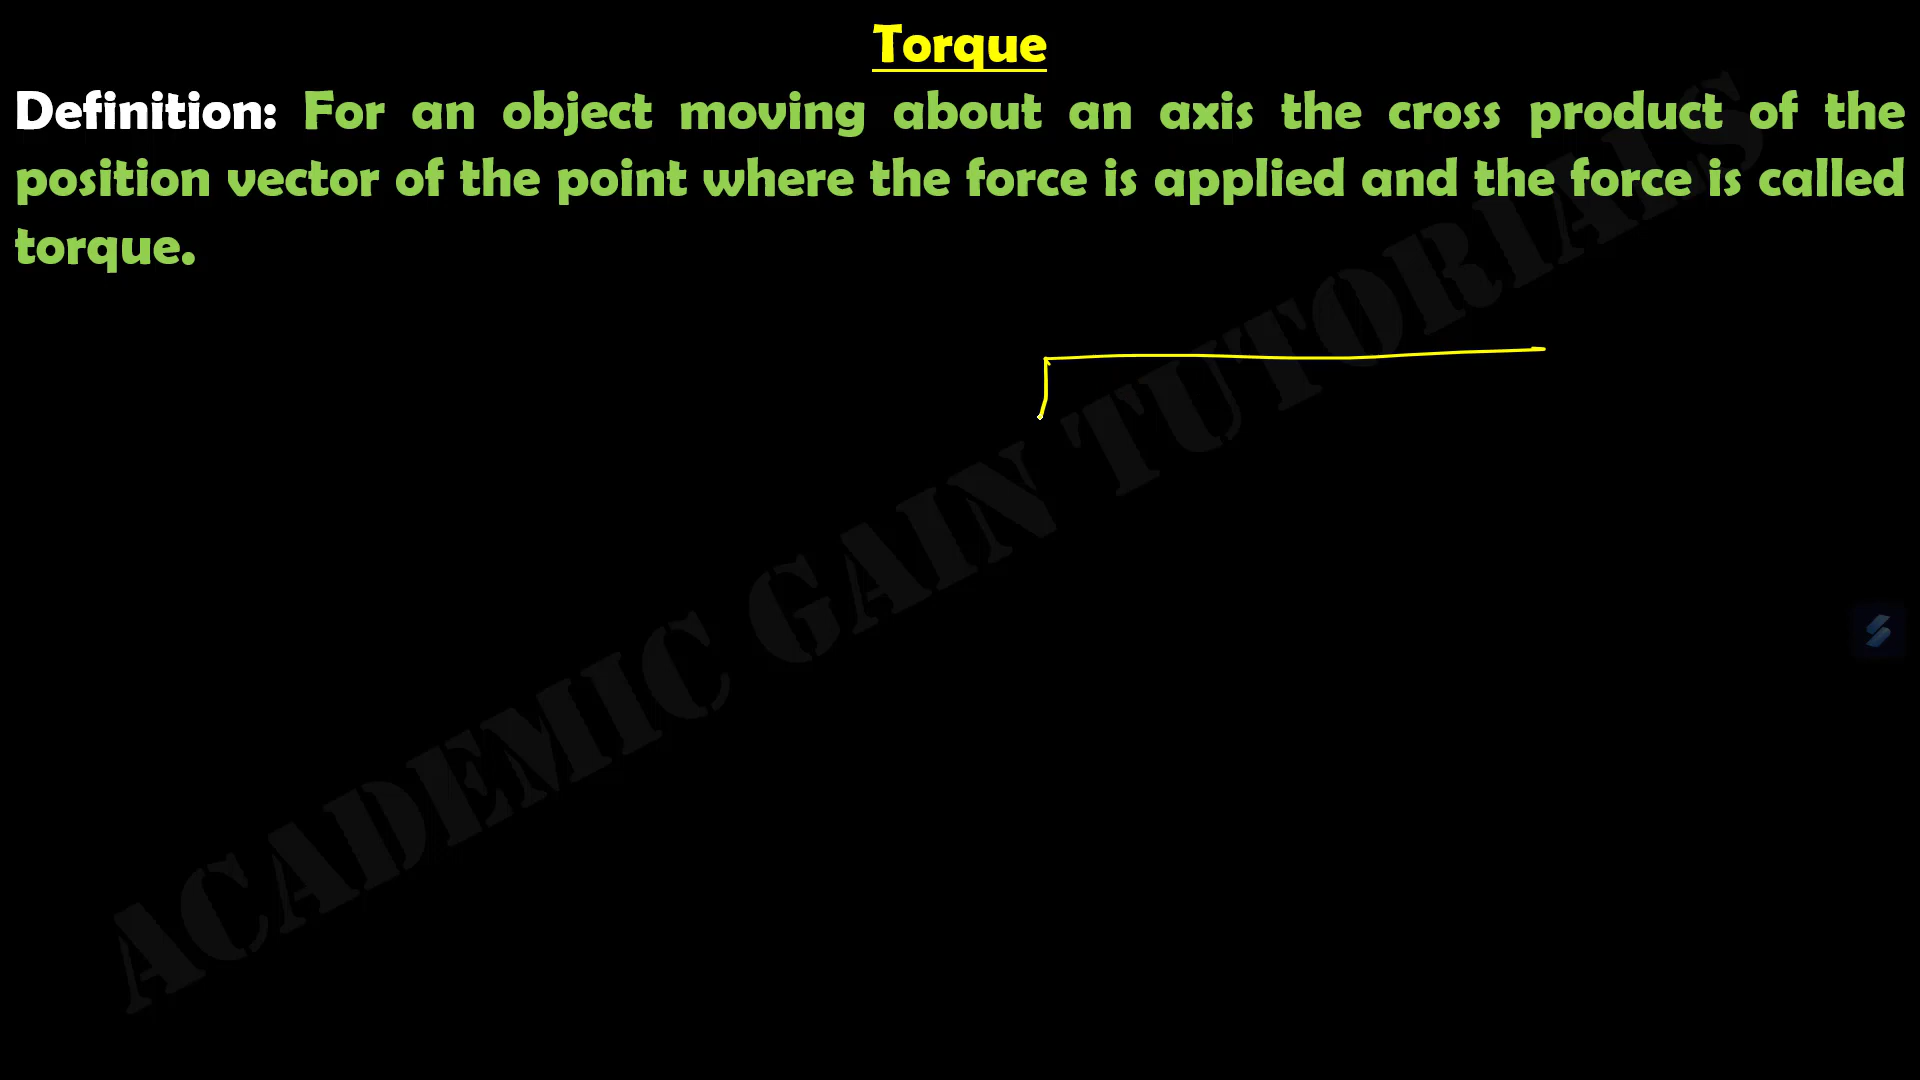 Torque
Definition: For an object moving about an axis the cross product of the
position vector of the point where the force is applied and the force is called
torque.
ACADEMIC GAIN TUTORIALS